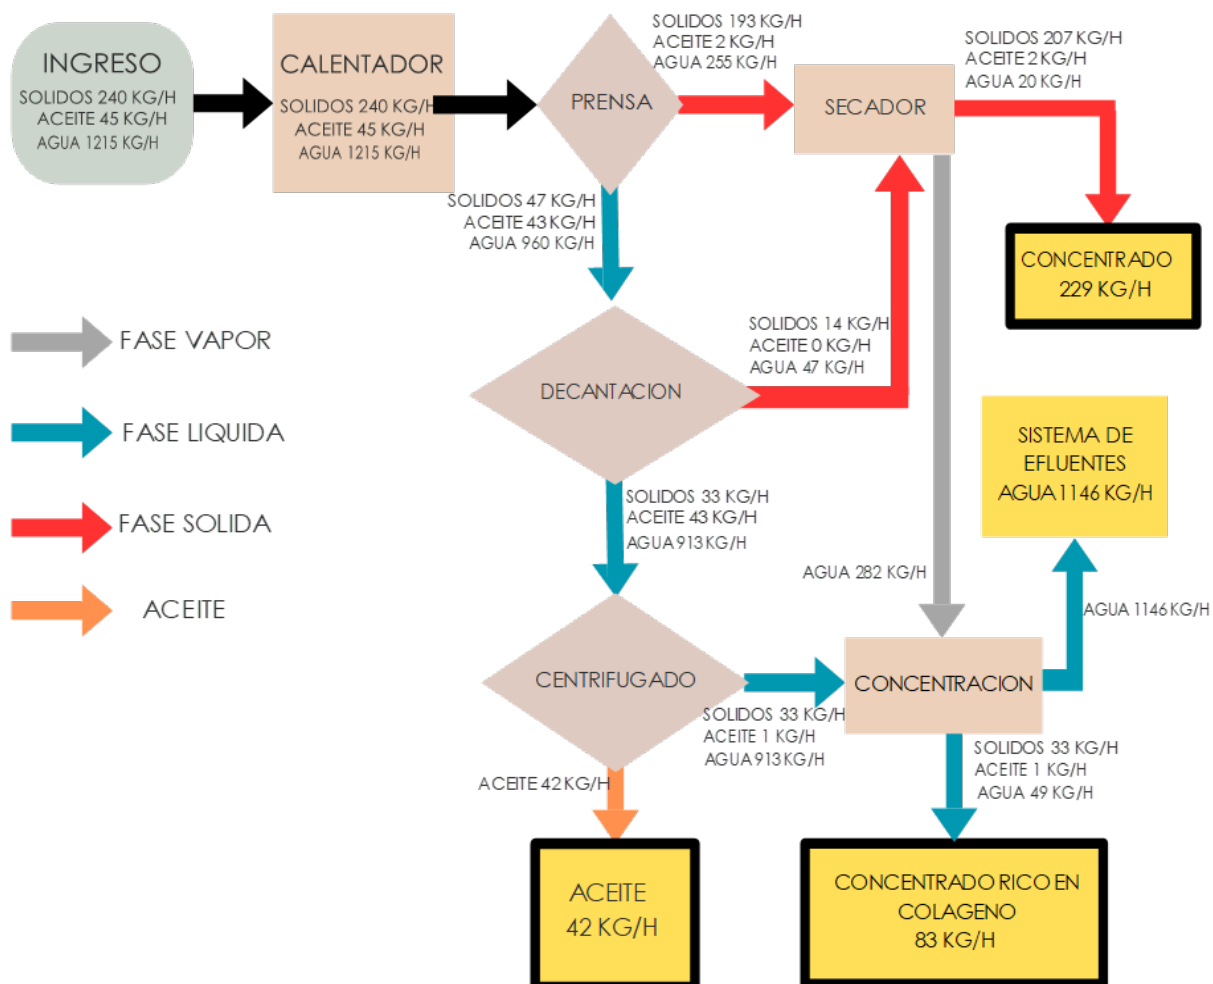 INGRESO
SOLIDOS 240 KG/H
ACEITE 45 KG/H
AGUA 1215 KG/H
CALENTADOR
SOLIDOS 240 KG/H
ACEITE 45 KG/H
AGUA 1215 KG/H
PRENSA
SOLIDOS 193 KG/H
ACEITE 2 KG/H
AGUA 255 KG/H
SECADOR
SOLIDOS 207 KG/H
ACEITE 2 KG/H
AGUA 20 KG/H
CONCENTRADO
229 KG/H
SOLIDOS 47 KG/H
ACEITE 43 KG/H
AGUA 960 KG/H
FASE VAPOR
FASE LIQUIDA
FASE SOLIDA
ACEITE
DECANTACION
SOLIDOS 14 KG/H
ACEITE 0 KG/H
AGUA 47 KG/H
SISTEMA DE
EFLUENTES
AGUA 1146 KG/H
SOLIDOS 33 KG/H
ACEITE 43 KG/H
AGUA 913 KG/H
AGUA 282 KG/H
AGUA 1146 KG/H
CENTRIFUGADO
CONCENTRACION
SOLIDOS 33 KG/H
ACEITE 1 KG/H
AGUA 913 KG/H
SOLIDOS 33 KG/H
ACEITE 1 KG/H
AGUA 49 KG/H
ACEITE 42 KG/H
ACEITE
42 KG/H
CONCENTRADO RICO EN
COLAGENO
83 KG/H